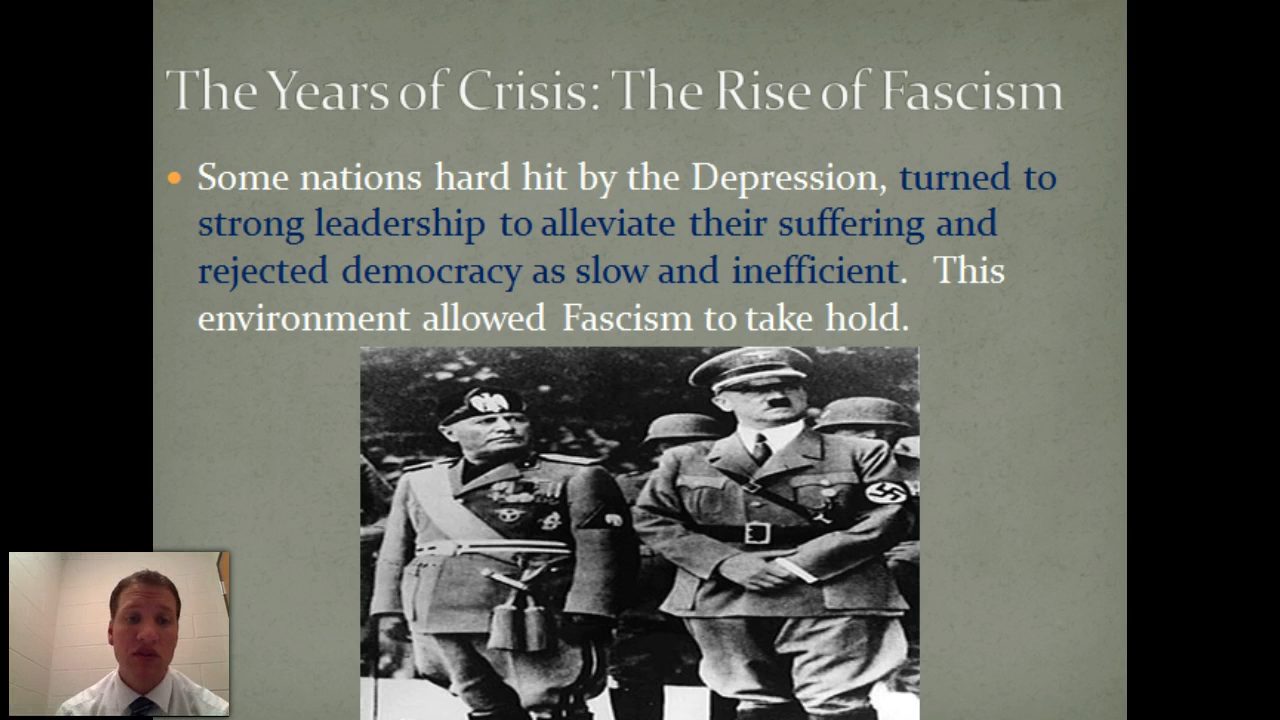 The Years of Crisis: The Rise of Fascism
• Some nations hard hit by the Depression, turned to
strong leadership to alleviate their suffering and
rejected democracy as slow and inefficient.  This
environment allowed Fascism to take hold.